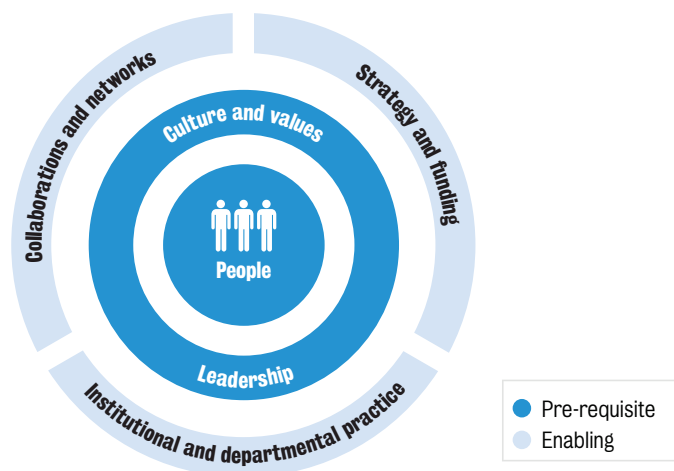 Collaborations and networks
Strategy and funding
Culture and values
People
Leadership
Institutional and departmental practice
Pre-requisite
Enabling